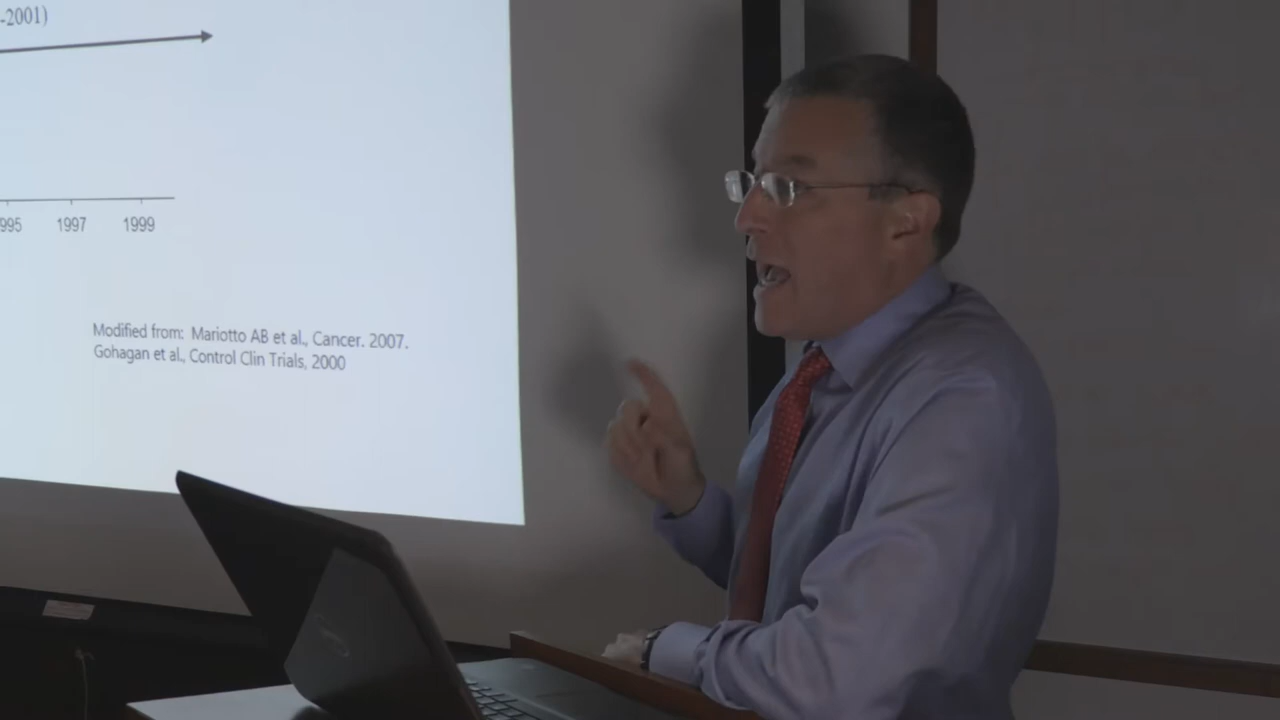 -2001)
995 1997 1999
Modified from: Mariotto AB et al., Cancer. 2007.
Gohagan et al., Control Clin Trials, 2000